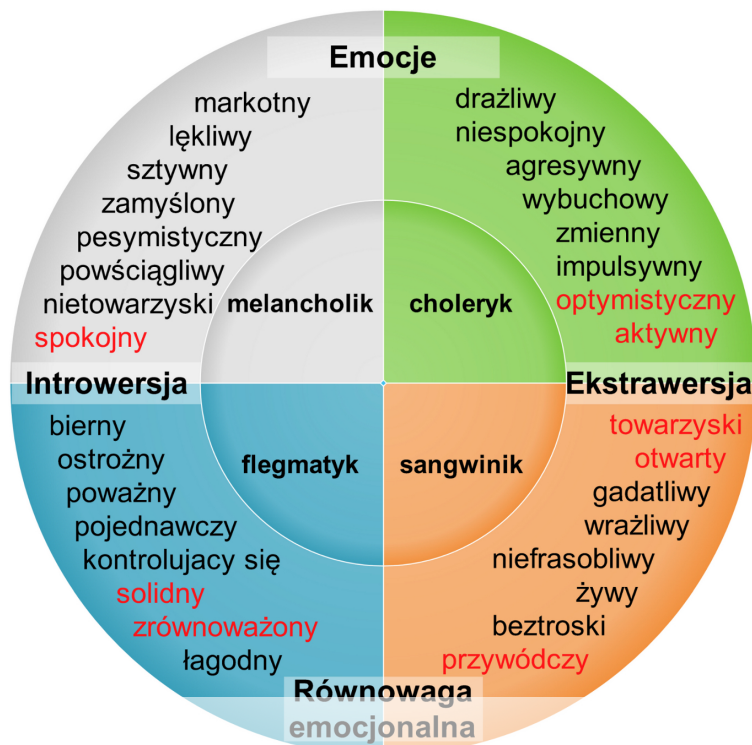 Emocje
markotny
lękliwy
sztywny
zamyślony
pesymistyczny
powściągliwy
nietowarzyski
spokojny
melancholik
drażliwy
niespokojny
agresywny
wybuchowy
zmienny
impulsywny
optymistyczny
aktywny
choleryk
Introwersja
Ekstrawersja
bierny
ostrożny
poważny
pojednawczy
kontrolujacy się
solidny
zrównoważony
łagodny
flegmatyk
sangwinik
towarzyski
otwarty
gadatliwy
wrażliwy
niefrasobliwy
żywy
beztroski
przywódczy
Równowaga
emocjonalna